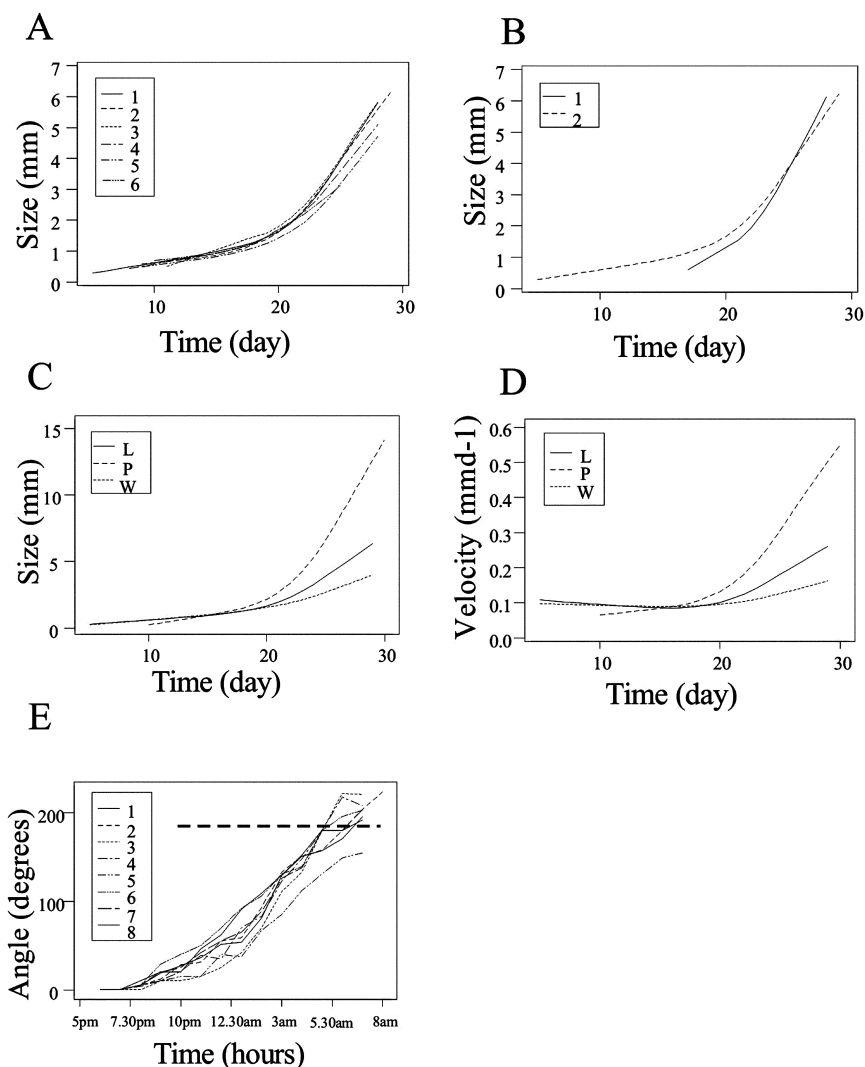 A
7
6
5
4
3
2
1
0
1
2
3
4
5
6
Size (mm)
10
20
30
Time (day)
B
7
6
5
4
3
2
1
0
1
2
Size (mm)
10
20
30
Time (day)
C
15
10
5
0
L
P
W
Size (mm)
10
20
30
Time (day)
D
0.6
0.5
0.4
0.3
0.2
0.1
0.0
L
P
W
Velocity (mmd-1)
10
20
30
Time (day)
E
200
100
0
1
2
3
4
5
6
7
8
Angle (degrees)
5pm 7.30pm 10pm 12.30am 3am 5.30am 8am
Time (hours)